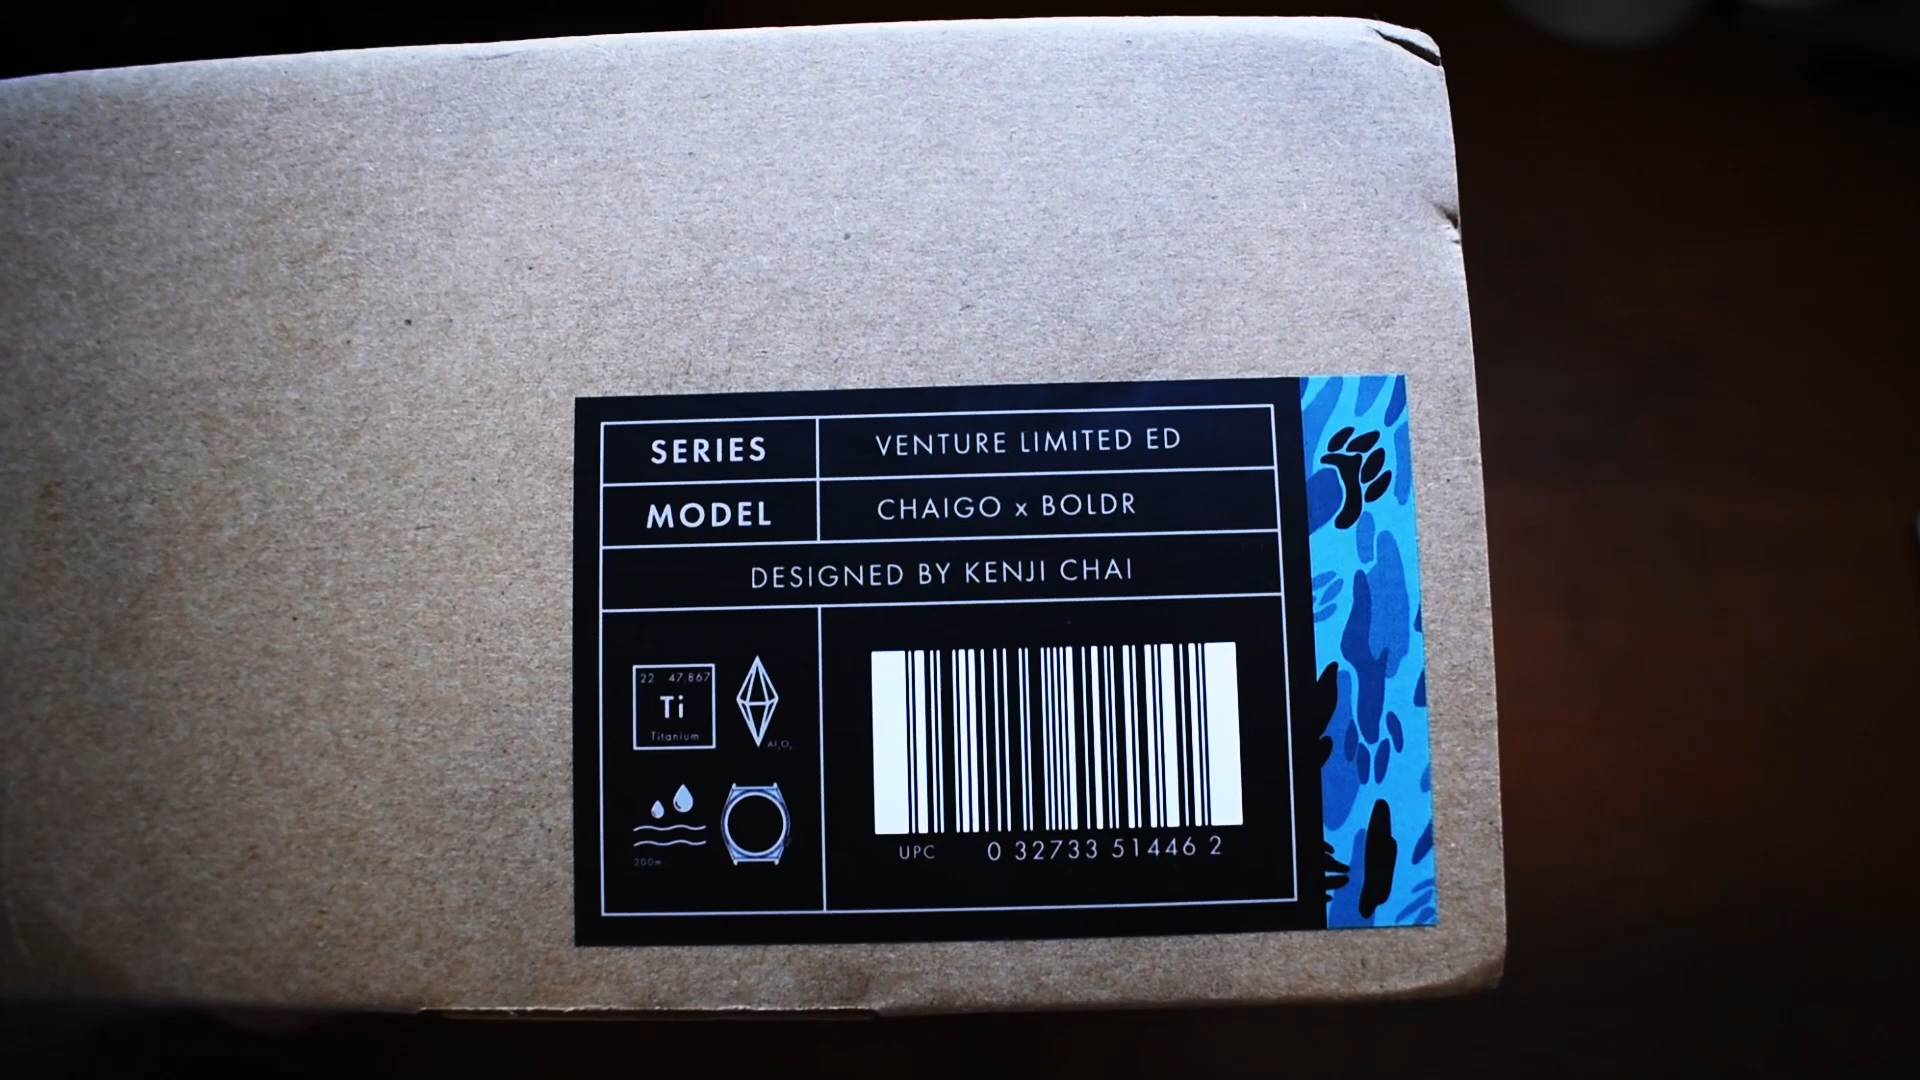 SERIES VENTURE LIMITED ED
MODEL CHAIGO x BOLDR
DESIGNED BY KENJI CHAI
22 47.867
Ti
Titanium
Al₂O₃
200m
UPC 0 32733 51446 2